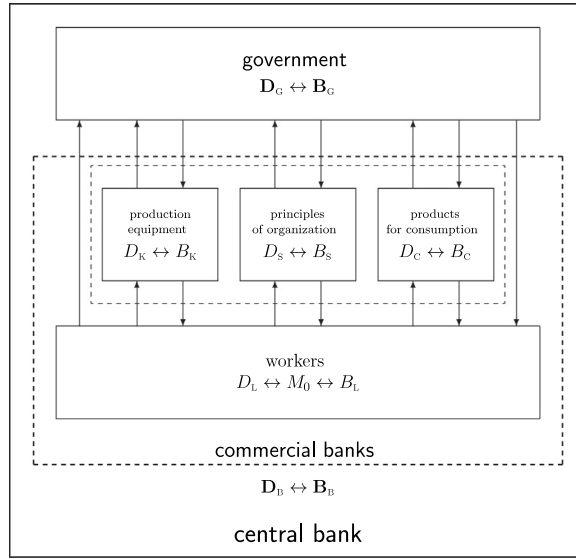 government
D_G ↔ B_G
production
equipment
D_K ↔ B_K
principles
of organization
D_S ↔ B_S
products
for consumption
D_C ↔ B_C
workers
D_L ↔ M_0 ↔ B_L
commercial banks
D_B ↔ B_B
central bank